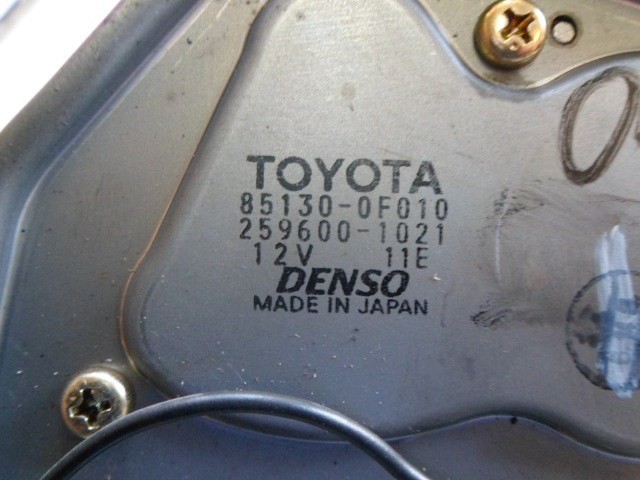 TOYOTA
85130-0F010
259600-1021
12V 11E
DENSO
MADE IN JAPAN